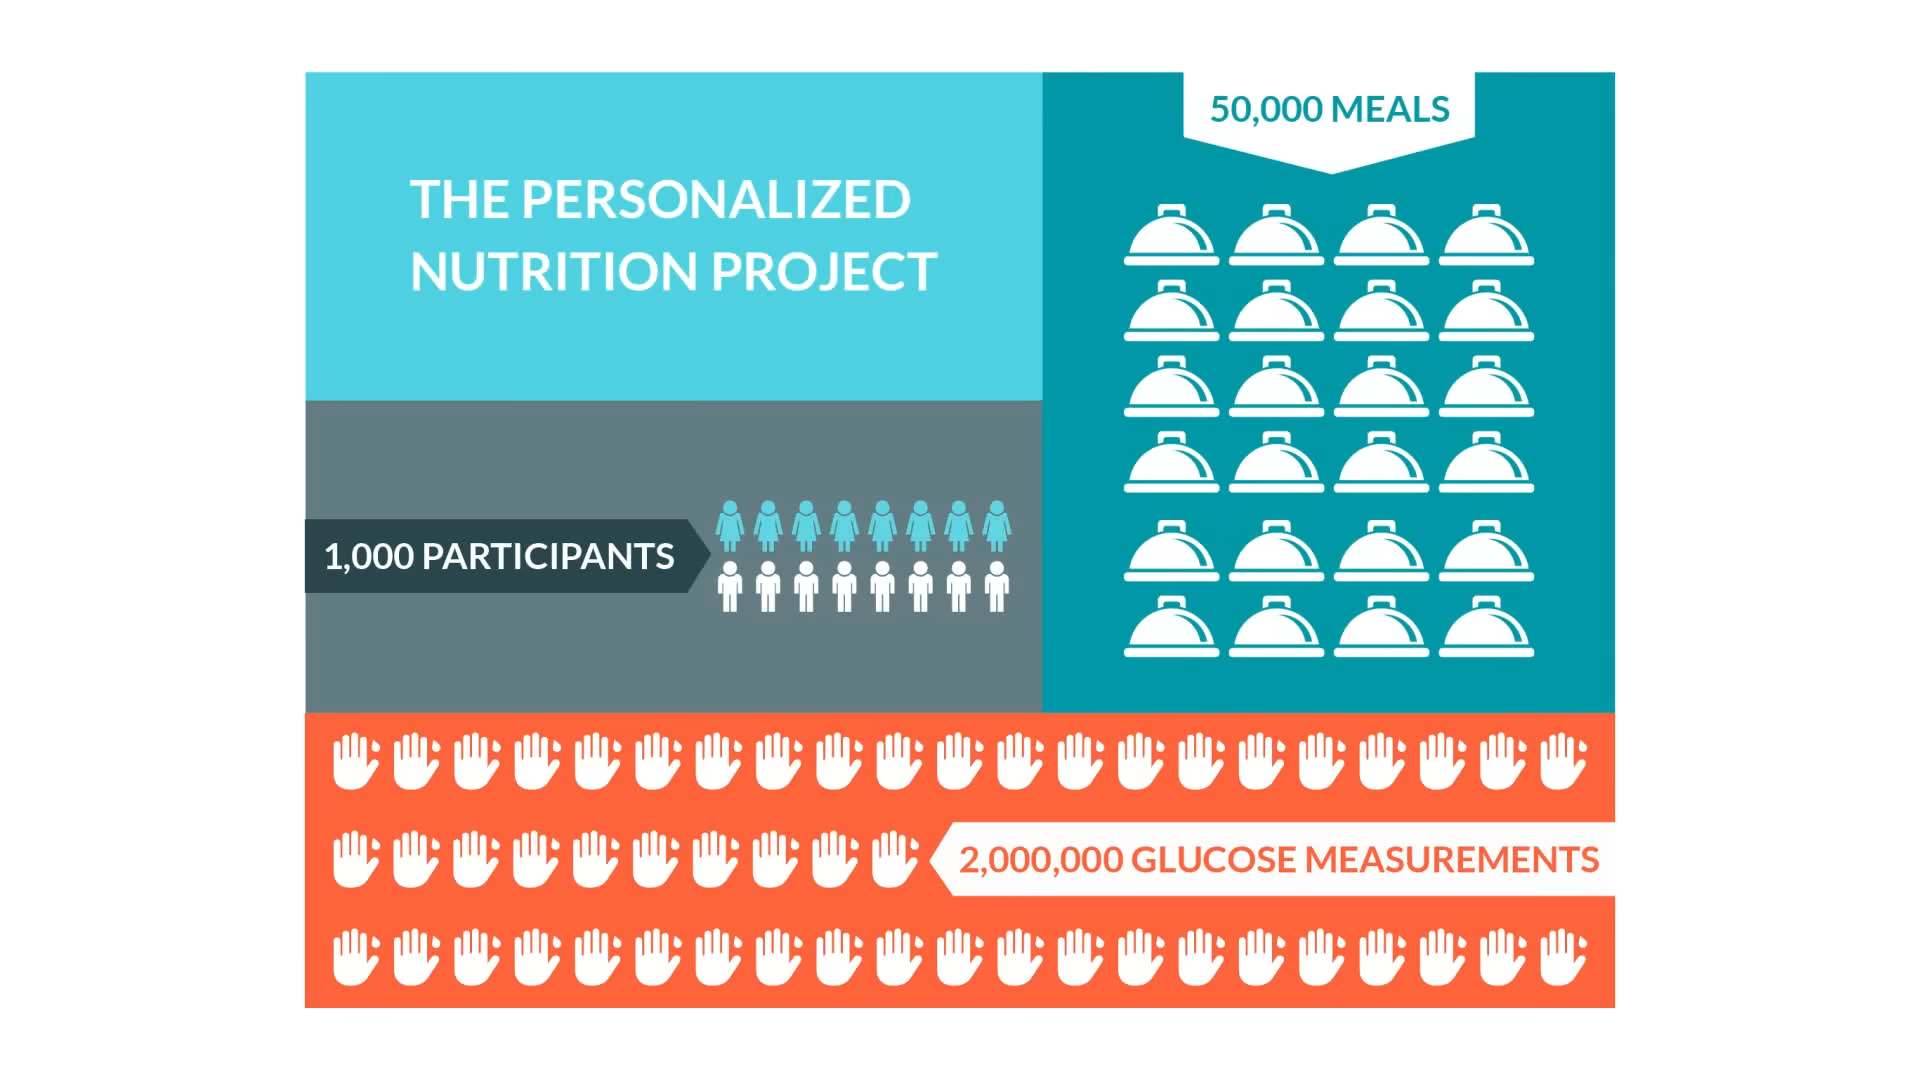 THE PERSONALIZED
NUTRITION PROJECT
50,000 MEALS
1,000 PARTICIPANTS
2,000,000 GLUCOSE MEASUREMENTS